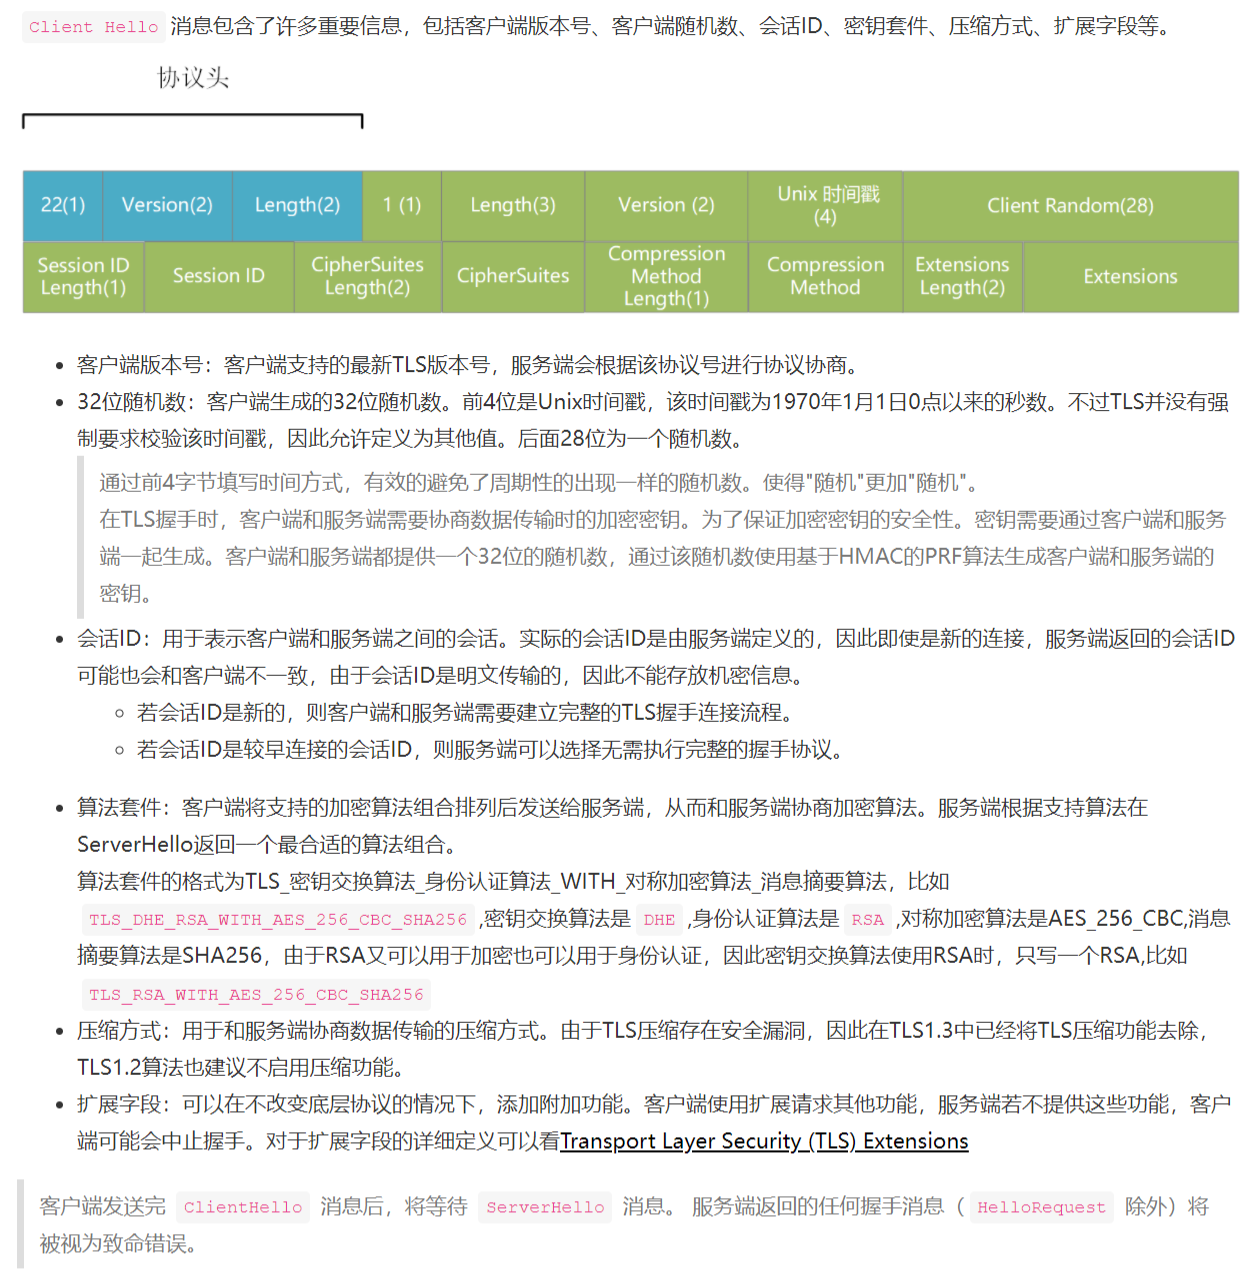 Client Hello 消息包含了许多重要信息，包括客户端版本号、客户端随机数、会话ID、密钥套件、压缩方式、扩展字段等。
协议头
22(1) Version(2) Length(2) 1 (1) Length(3) Version (2) Unix 时间戳 (4) Client Random(28)
Session ID Length(1) Session ID CipherSuites Length(2) CipherSuites Compression Method Length(1) Compression Method Extensions Length(2) Extensions
客户端版本号：客户端支持的最新TLS版本号，服务端会根据该协议号进行协议协商。
32位随机数：客户端生成的32位随机数。前4位是Unix时间戳，该时间戳为1970年1月1日0点以来的秒数。不过TLS并没有强
制要求校验该时间戳，因此允许定义为其他值。后面28位为一个随机数。
通过前4字节填写时间方式，有效的避免了周期性的出现一样的随机数。使得"随机"更加"随机"。
在TLS握手时，客户端和服务端需要协商数据传输时的加密密钥。为了保证加密密钥的安全性。密钥需要通过客户端和服务
端一起生成。客户端和服务端都提供一个32位的随机数，通过该随机数使用基于HMAC的PRF算法生成客户端和服务端的
密钥。
会话ID：用于表示客户端和服务端之间的会话。实际的会话ID是由服务端定义的，因此即使是新的连接，服务端返回的会话ID
可能也会和客户端不一致，由于会话ID是明文传输的，因此不能存放机密信息。
若会话ID是新的，则客户端和服务端需要建立完整的TLS握手连接流程。
若会话ID是较早连接的会话ID，则服务端可以选择无需执行完整的握手协议。
算法套件：客户端将支持的加密算法组合排列后发送给服务端，从而和服务端协商加密算法。服务端根据支持算法在
ServerHello返回一个最合适的算法组合。
算法套件的格式为TLS_密钥交换算法_身份认证算法_WITH_对称加密算法_消息摘要算法，比如
TLS_DHE_RSA_WITH_AES_256_CBC_SHA256 ,密钥交换算法是 DHE ,身份认证算法是 RSA ,对称加密算法是AES_256_CBC,消息
摘要算法是SHA256，由于RSA又可以用于加密也可以用于身份认证，因此密钥交换算法使用RSA时，只写一个RSA,比如
TLS_RSA_WITH_AES_256_CBC_SHA256
压缩方式：用于和服务端协商数据传输的压缩方式。由于TLS压缩存在安全漏洞，因此在TLS1.3中已经将TLS压缩功能去除，
TLS1.2算法也建议不启用压缩功能。
扩展字段：可以在不改变底层协议的情况下，添加附加功能。客户端使用扩展请求其他功能，服务端若不提供这些功能，客户
端可能会中止握手。对于扩展字段的详细定义可以看Transport Layer Security (TLS) Extensions
客户端发送完 ClientHello 消息后，将等待 ServerHello 消息。 服务端返回的任何握手消息（ HelloRequest 除外）将
被视为致命错误。